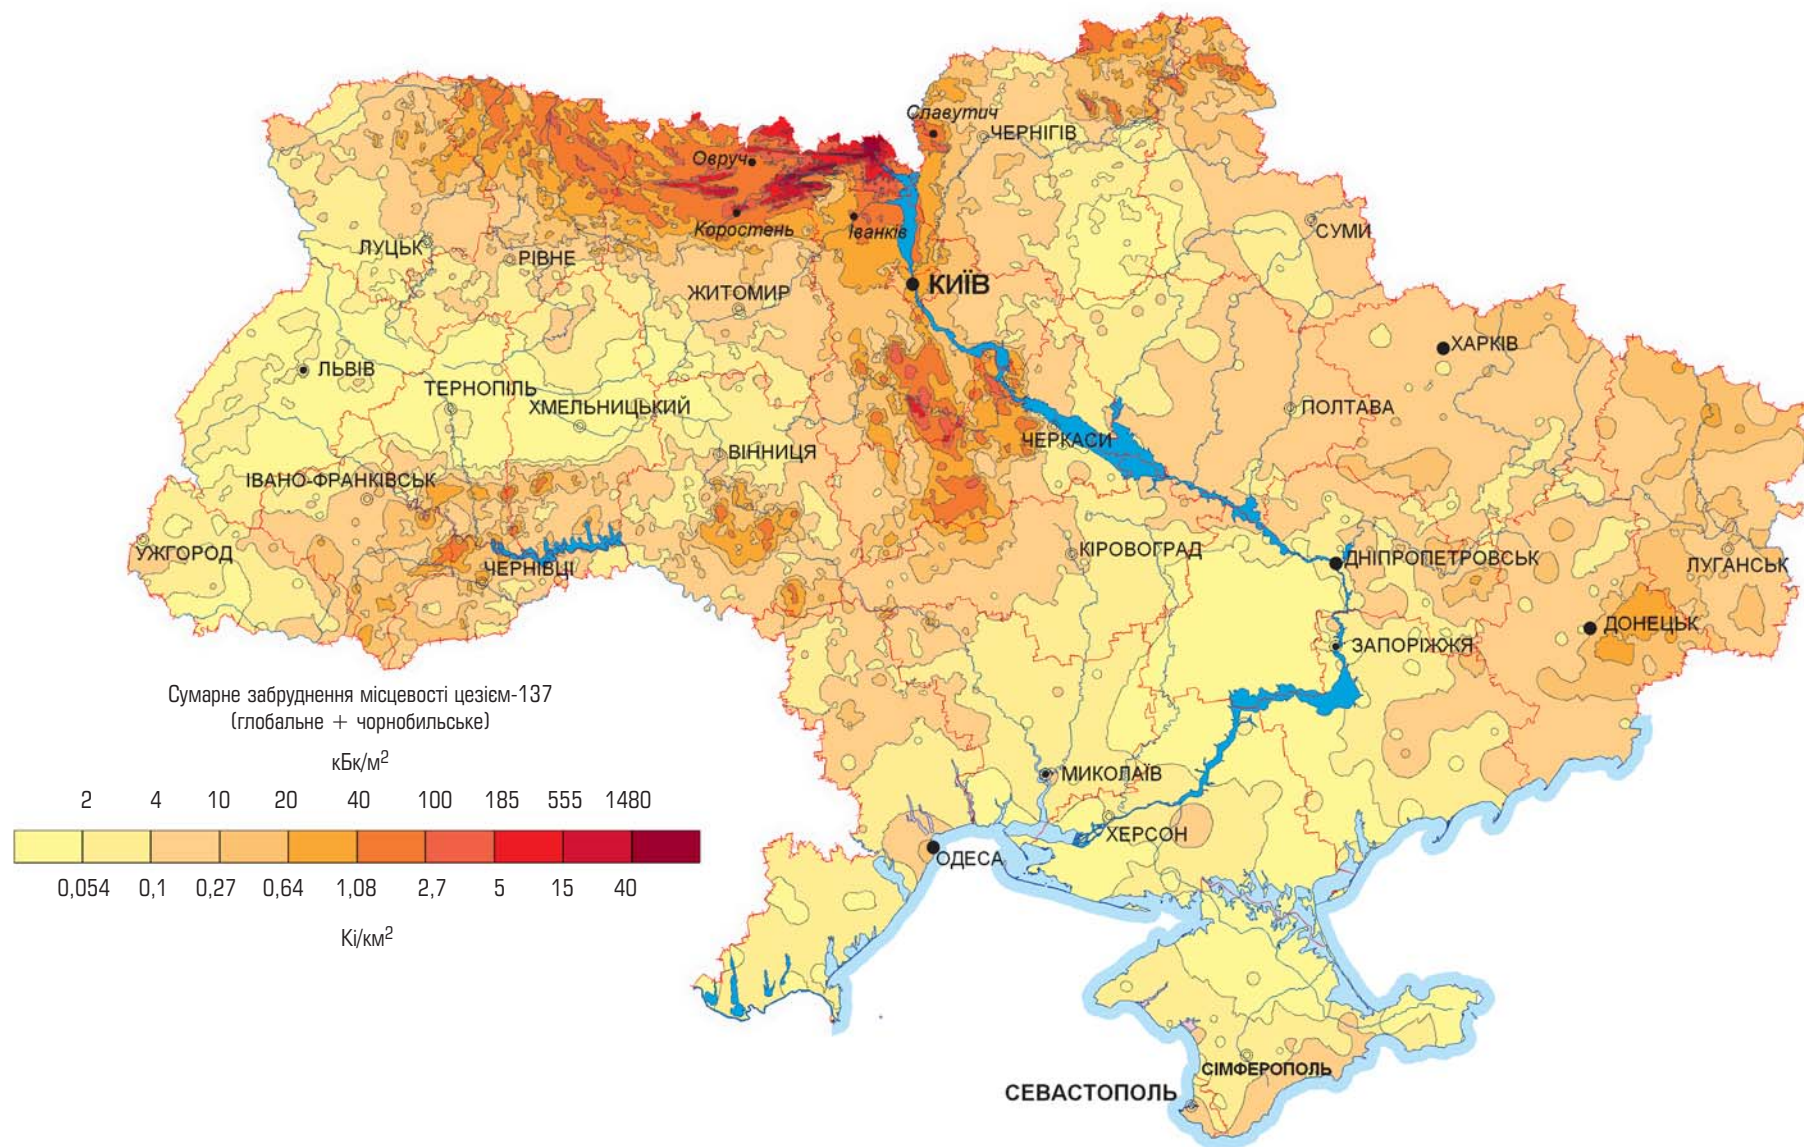 Славутич
ЧЕРНІГІВ
Овруч
Коростень
Іванків
СУМИ
ЛУЦЬК
РІВНЕ
КИЇВ
ЖИТОМИР
ХАРКІВ
ЛЬВІВ
ТЕРНОПІЛЬ
ХМЕЛЬНИЦЬКИЙ
ПОЛТАВА
ЧЕРКАСИ
ВІННИЦЯ
ІВАНО-ФРАНКІВСЬК
УЖГОРОД
КІРОВОГРАД
ДНІПРОПЕТРОВСЬК
ЛУГАНСЬК
ЧЕРНІВЦІ
ДОНЕЦЬК
ЗАПОРІЖЖЯ
Сумарне забруднення місцевості цезієм-137
(глобальне + чорнобильське)
кБк/м²
2 4 10 20 40 100 185 555 1480
0,054 0,1 0,27 0,64 1,08 2,7 5 15 40
Кі/км²
МИКОЛАЇВ
ХЕРСОН
ОДЕСА
СІМФЕРОПОЛЬ
СЕВАСТОПОЛЬ